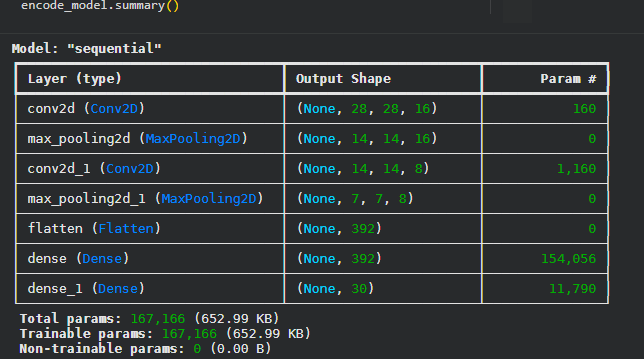 encode_model.summary()
Model: "sequential"
Layer (type) Output Shape Param #
conv2d (Conv2D) (None, 28, 28, 16) 160
max_pooling2d (MaxPooling2D) (None, 14, 14, 16) 0
conv2d_1 (Conv2D) (None, 14, 14, 8) 1,160
max_pooling2d_1 (MaxPooling2D) (None, 7, 7, 8) 0
flatten (Flatten) (None, 392) 0
dense (Dense) (None, 392) 154,056
dense_1 (Dense) (None, 30) 11,790
Total params: 167,166 (652.99 KB)
Trainable params: 167,166 (652.99 KB)
Non-trainable params: 0 (0.00 B)